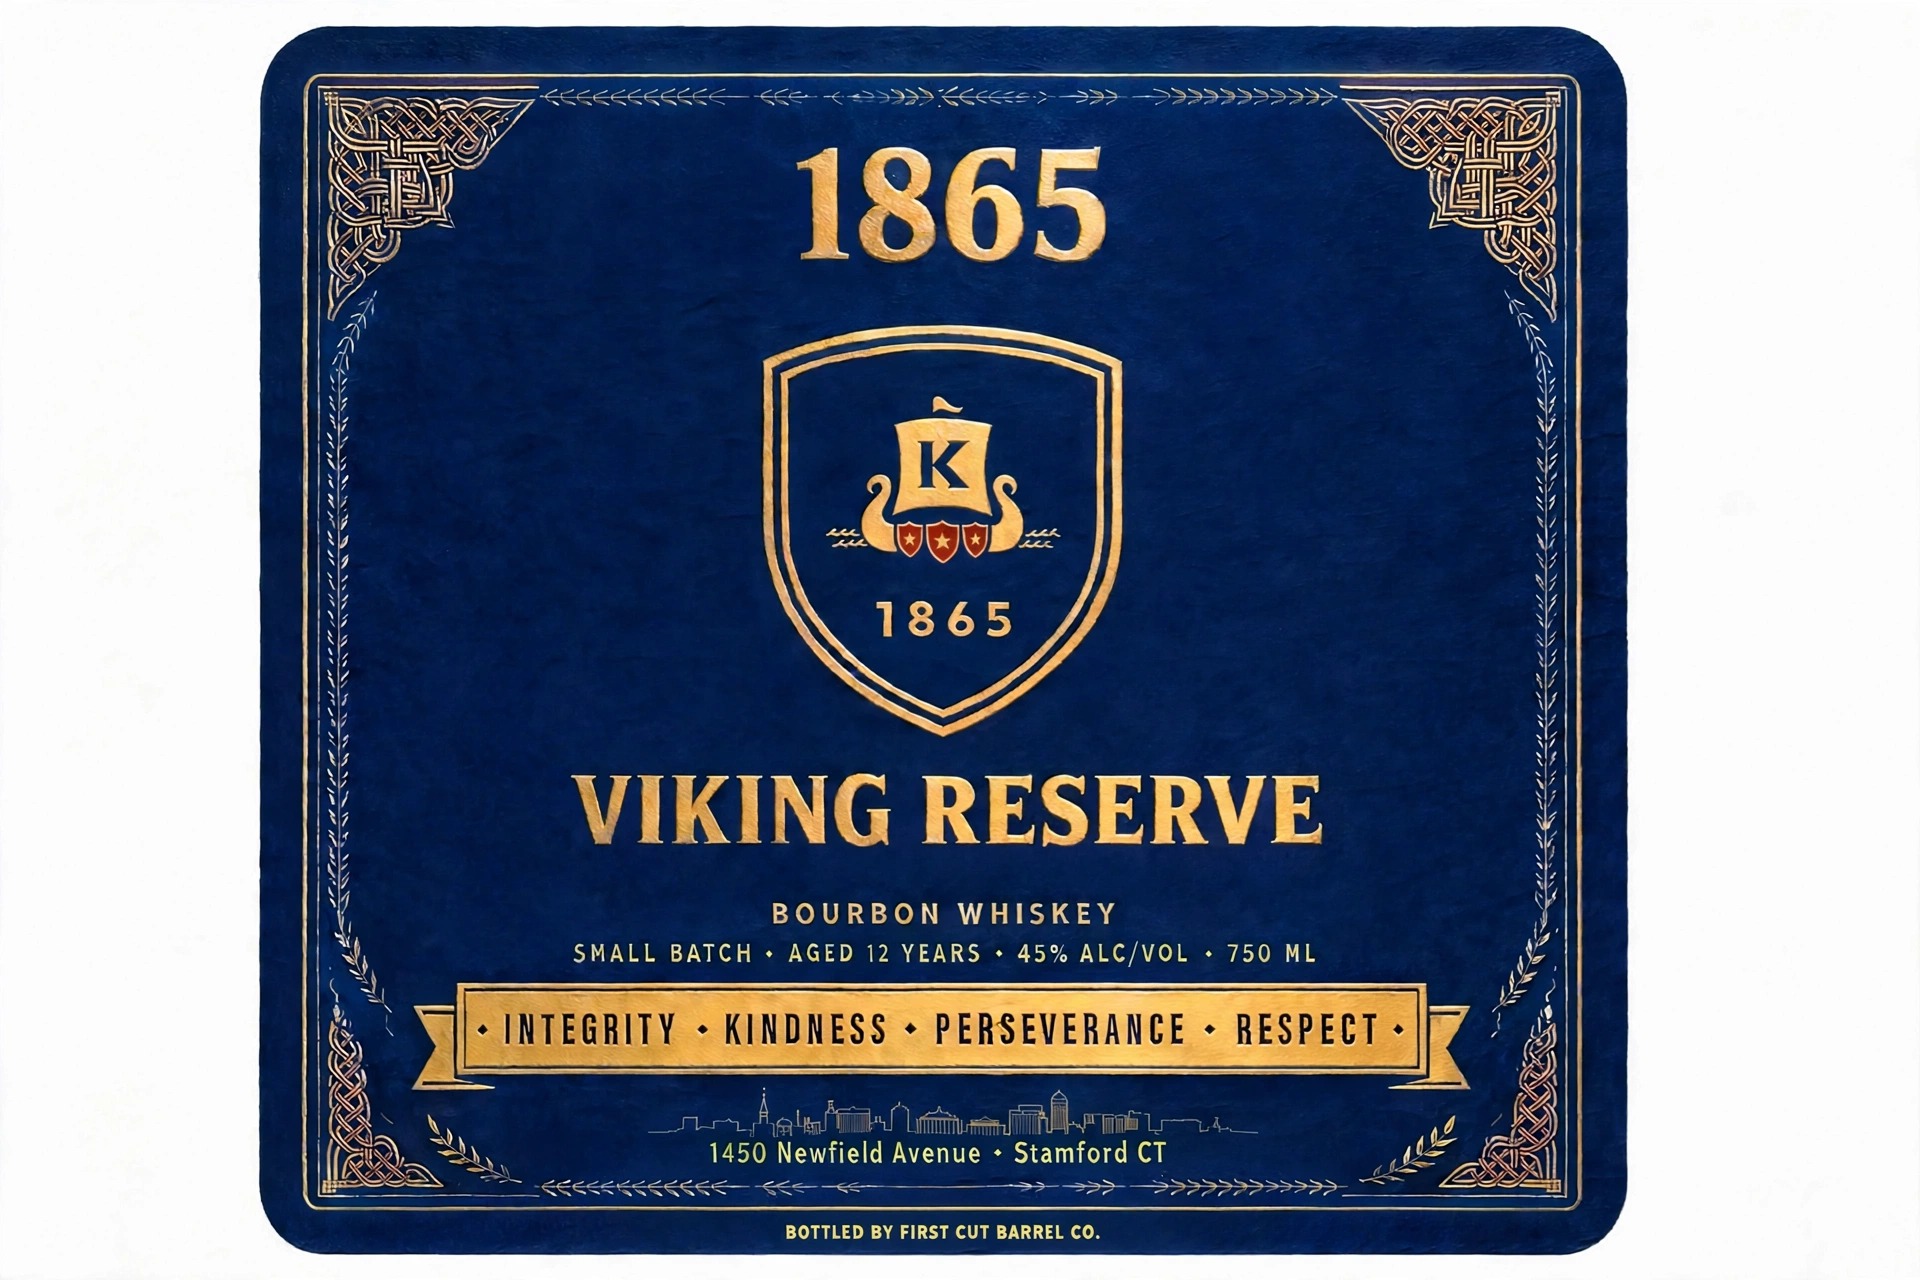 1865
K
1865
VIKING RESERVE
BOURBON WHISKEY
SMALL BATCH • AGED 12 YEARS • 45% ALC/VOL • 750 ML
• INTEGRITY • KINDNESS • PERSEVERANCE • RESPECT •
1450 Newfield Avenue • Stamford CT
BOTTLED BY FIRST CUT BARREL CO.